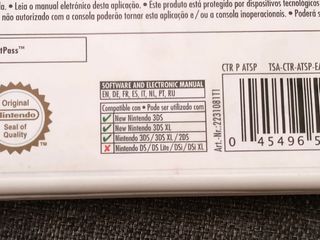 da. • Leia o manual eletrónico desta aplicação. • Este produto está protegido por dispositivos tecnológicos
não autorizado com a consola poderão tornar esta aplicação e / ou a consola inoperacionais. • Poderão s
tPass™
Original
Nintendo
Seal of
Quality
SOFTWARE AND ELECTRONIC MANUAL
EN, DE, FR, ES, IT, NL, PT, RU
Compatible com • Pode ser utilizado com
New Nintendo 3DS
New Nintendo 3DS XL
Nintendo 3DS / 3DS XL / 2DS
Nintendo DS / DS Lite / DSi / DSi XL
Art.-Nr.: 2231081T1
CTR P ATSP
TSA-CTR-ATSP-EA
0 45496 5